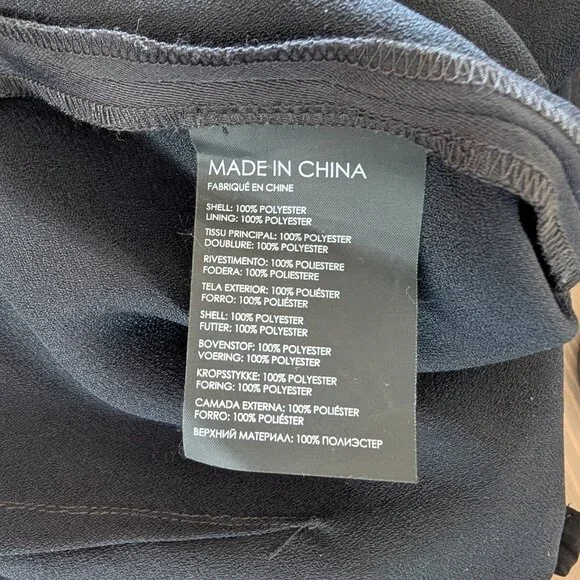 MADE IN CHINA
FABRIQUÉ EN CHINE
SHELL: 100% POLYESTER
LINING: 100% POLYESTER
TISSU PRINCIPAL: 100% POLYESTER
DOUBLURE: 100% POLYESTER
RIVESTIMENTO: 100% POLIESTERE
FODERA: 100% POLIESTERE
TELA EXTERIOR: 100% POLIÉSTER
FORRO: 100% POLIÉSTER
SHELL: 100% POLYESTER
FUTTER: 100% POLYESTER
BOVENSTOF: 100% POLYESTER
VOERING: 100% POLYESTER
KROPSSTYKKE: 100% POLYESTER
FORING: 100% POLYESTER
CAMADA EXTERNA: 100% POLIÉSTER
FORRO: 100% POLIÉSTER
ВЕРХНИЙ МАТЕРИАЛ: 100% ПОЛИЭСТЕР